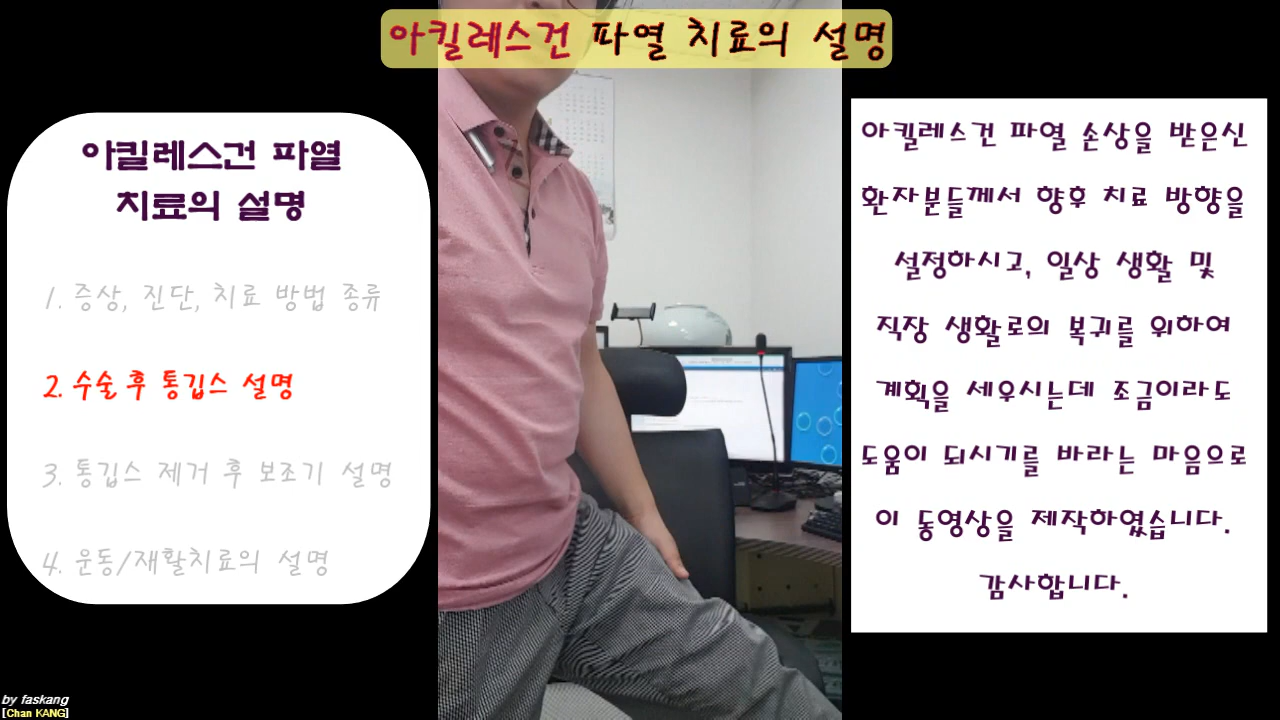 아킬레스건 파열 치료의 설명
아킬레스건 파열
치료의 설명
1. 증상, 진단, 치료 방법 종류
2. 수술 후 통깁스 설명
3. 통깁스 제거 후 보조기 설명
4. 운동/재활치료의 설명
아킬레스건 파열 손상을 받은신
환자분들께서 향후 치료 방향을
설정하시고, 일상 생활 및
직장 생활로의 복귀를 위하여
계획을 세우시는데 조금이라도
도움이 되시기를 바라는 마음으로
이 동영상을 제작하였습니다.
감사합니다.
by faskang
[Chan KANG]